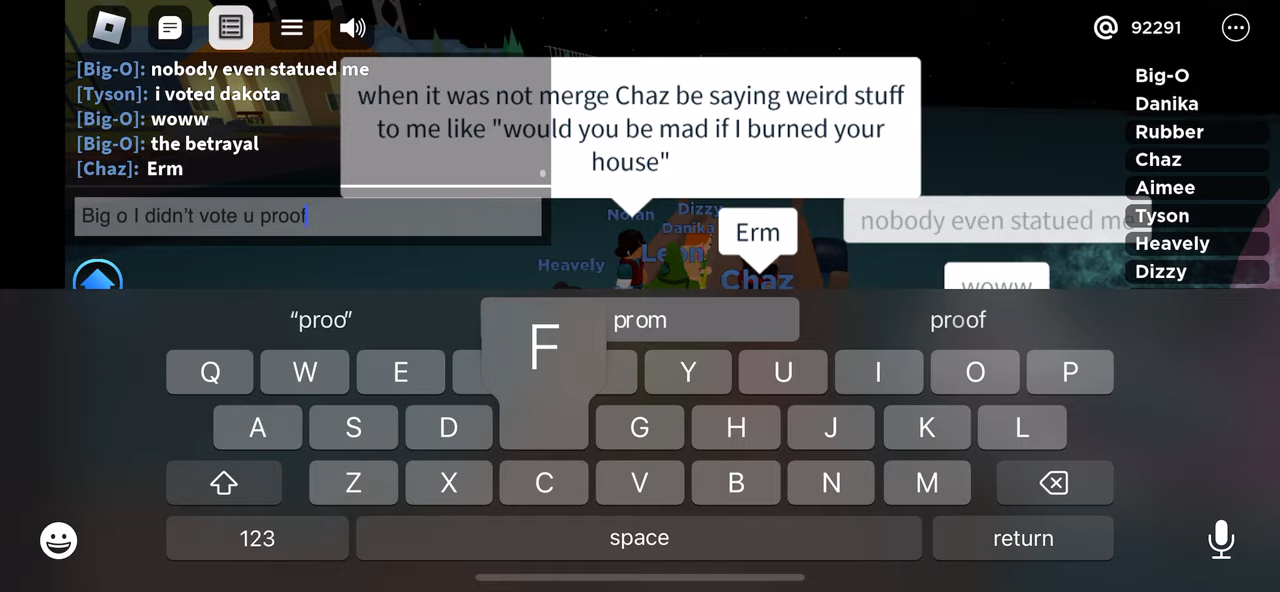 92291
[Big-O]: nobody even statued me
[Tyson]: i voted dakota
[Big-O]: woww
[Big-O]: the betrayal
[Chaz]: Erm
Big o I didn't vote u proof
when it was not merge Chaz be saying weird stuff
to me like "would you be mad if I burned your
house"
Nolan
Dizzy
Danika
Leon
Heavely
Chaz
Erm
nobody even statued me
woww
Big-O
Danika
Rubber
Chaz
Aimee
Tyson
Heavely
Dizzy
“proo”
prom
proof
Q W E Y U I O P
A S D F G H J K L
Z X C V B N M
123
space
return